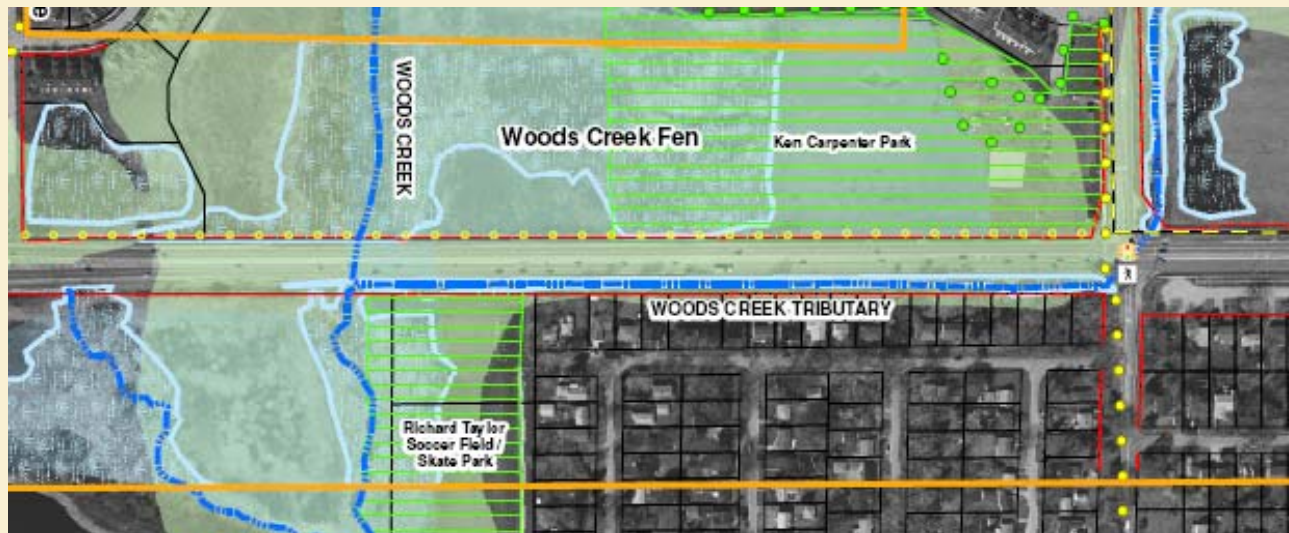 WOODS CREEK
Woods Creek Fen
Ken Carpenter Park
WOODS CREEK TRIBUTARY
Richard Taylor
Soccer Field /
Skate Park